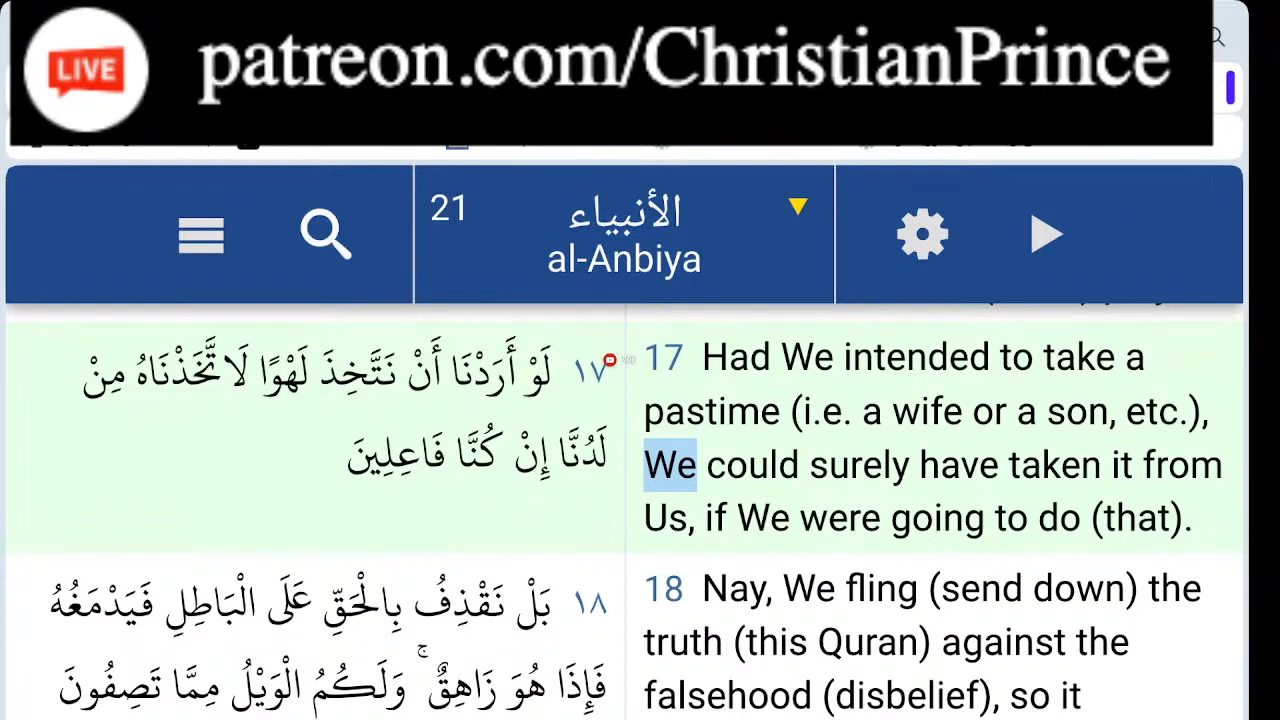 LIVE
patreon.com/ChristianPrince
21
الأنبياء
al-Anbiya
١٧ لَوْ أَرَدْنَا أَنْ نَتَّخِذَ لَهْوًا لَاتَّخَذْنَاهُ مِنْ
لَدُنَّا إِنْ كُنَّا فَاعِلِينَ
17 Had We intended to take a
pastime (i.e. a wife or a son, etc.),
We could surely have taken it from
Us, if We were going to do (that).
١٨ بَلْ نَقْذِفُ بِالْحَقِّ عَلَى الْبَاطِلِ فَيَدْمَغُهُ
فَإِذَا هُوَ زَاهِقٌ ۚ وَلَكُمُ الْوَيْلُ مِمَّا تَصِفُونَ
18 Nay, We fling (send down) the
truth (this Quran) against the
falsehood (disbelief), so it